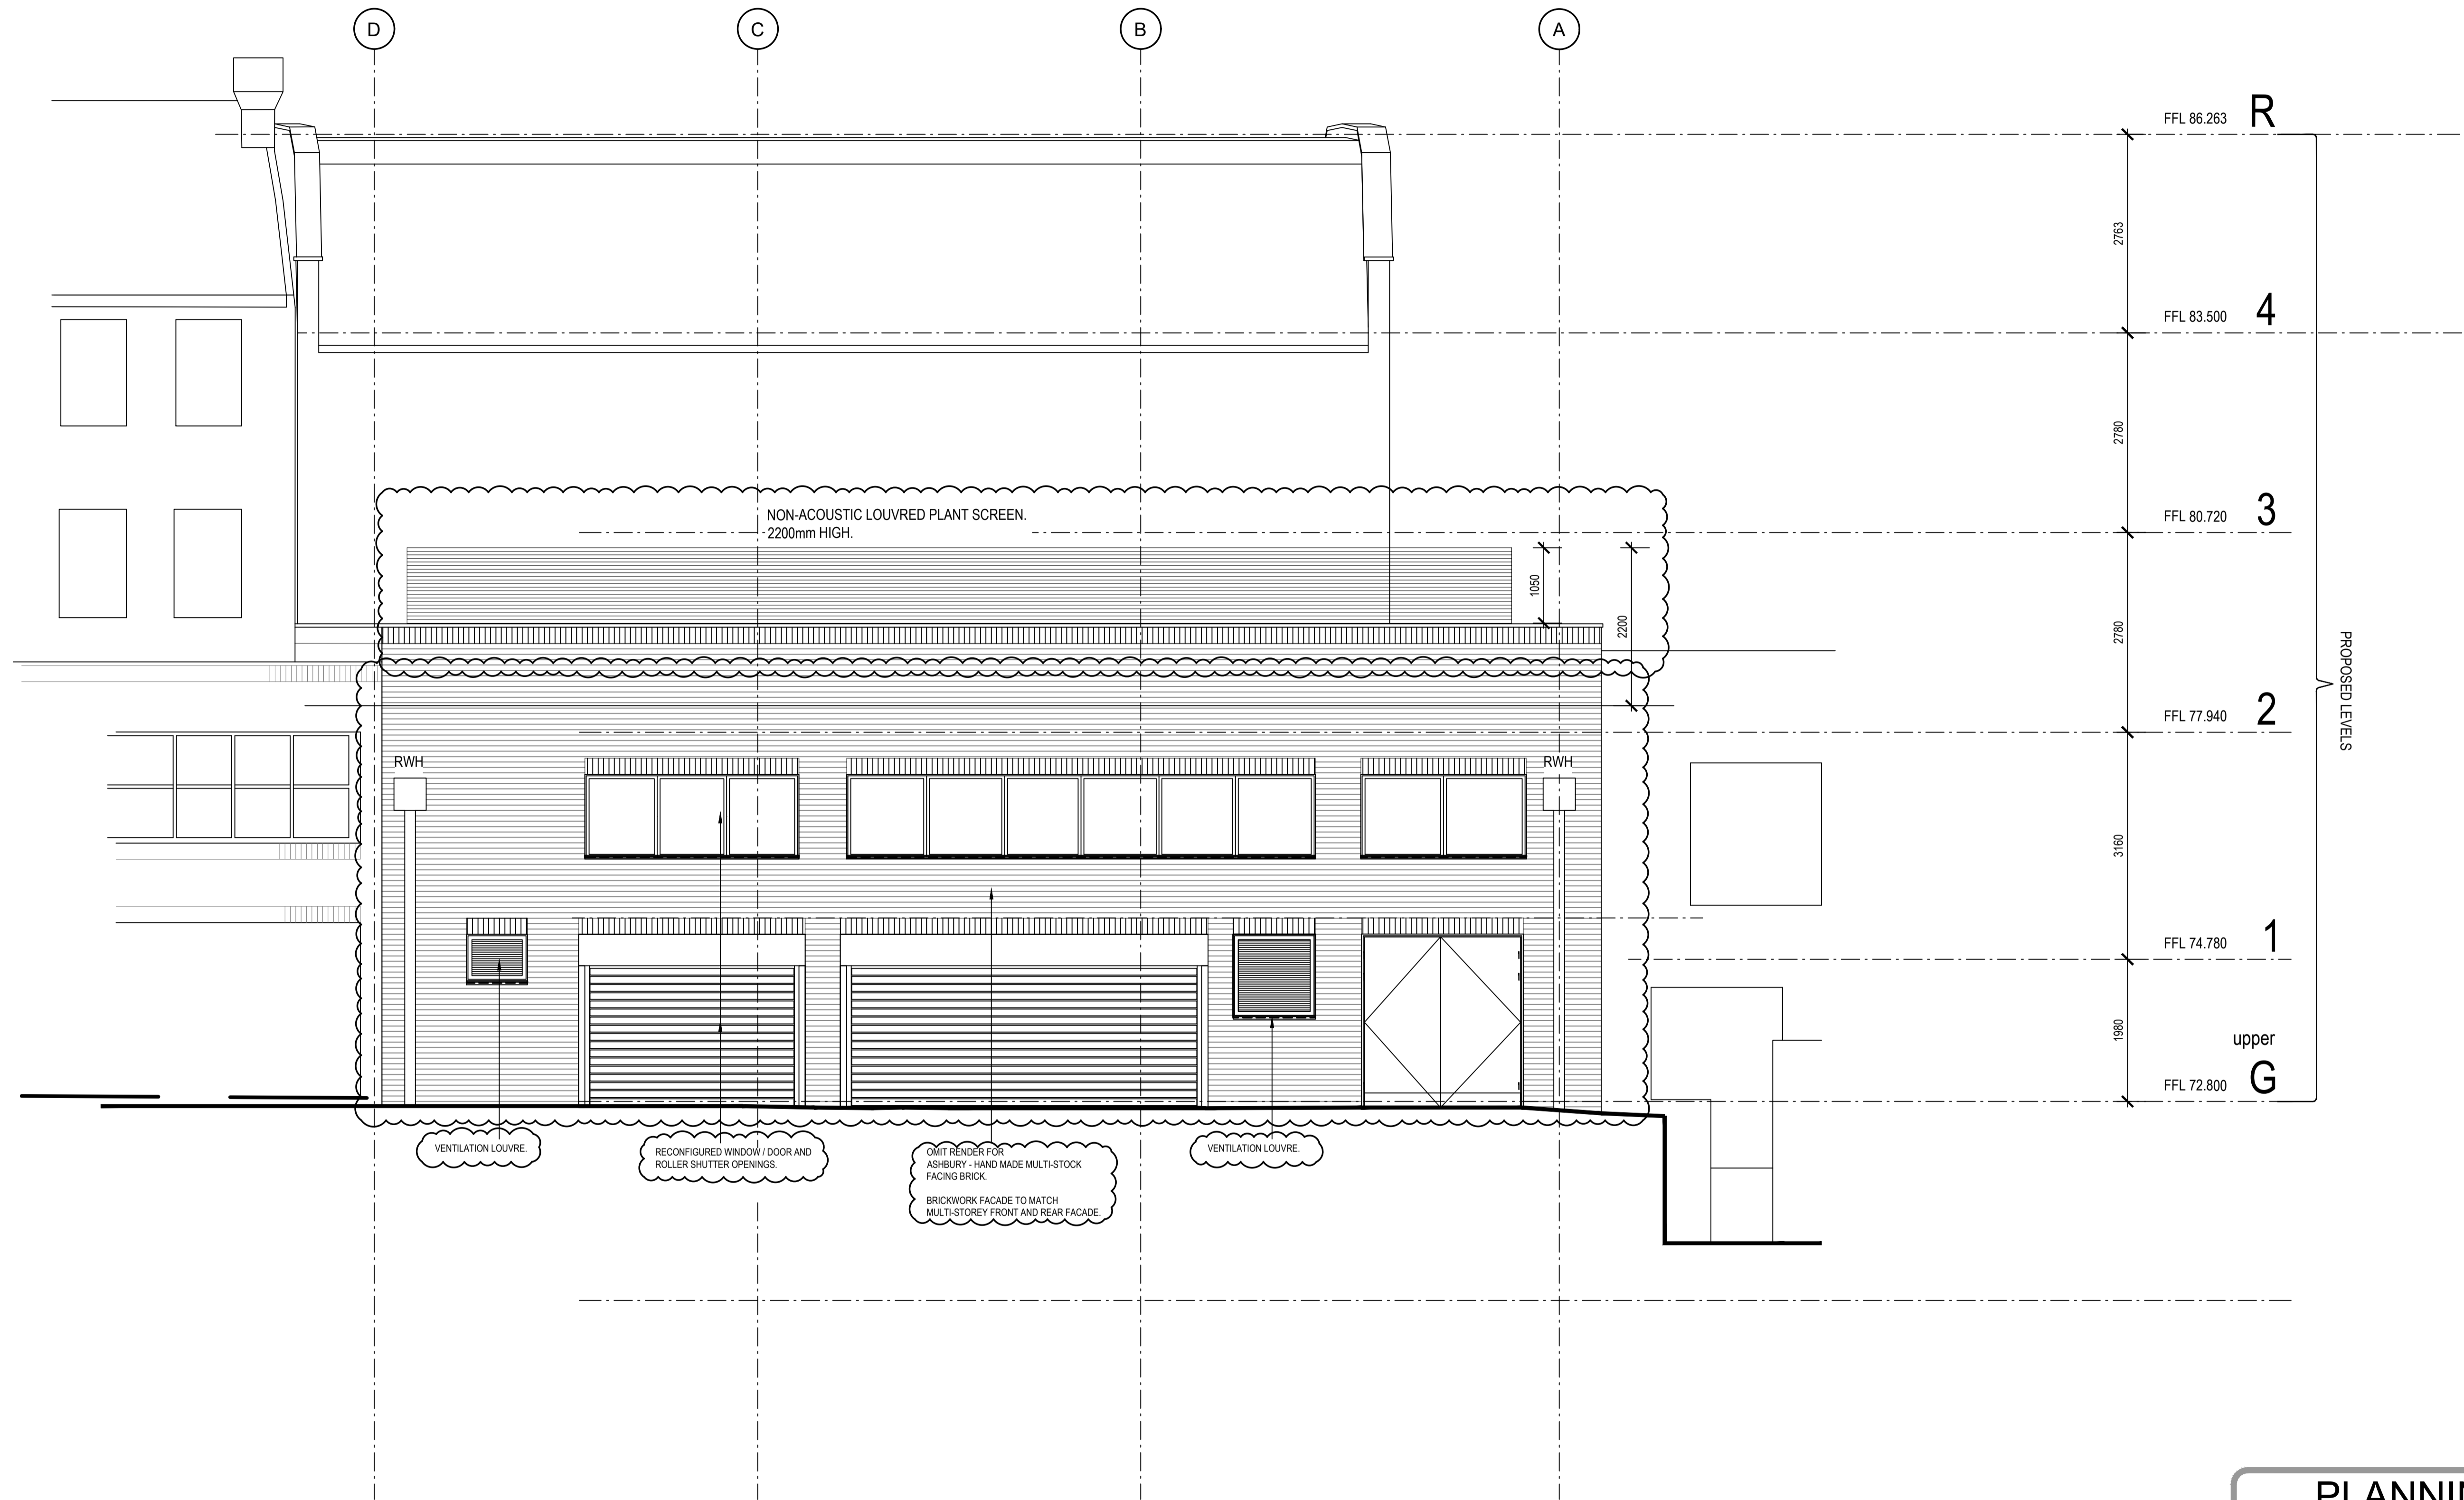 D
C
B
A
FFL 86.263 R
2763
FFL 83.500 4
2780
NON-ACOUSTIC LOUVRED PLANT SCREEN.
2200mm HIGH.
FFL 80.720 3
1050
2200
2780
PROPOSED LEVELS
FFL 77.940 2
RWH
RWH
3160
FFL 74.780 1
1980
upper
FFL 72.800 G
VENTILATION LOUVRE.
RECONFIGURED WINDOW / DOOR AND
ROLLER SHUTTER OPENINGS.
OMIT RENDER FOR
ASHBURY - HAND MADE MULTI-STOCK
FACING BRICK.
BRICKWORK FACADE TO MATCH
MULTI-STOREY FRONT AND REAR FACADE.
VENTILATION LOUVRE.